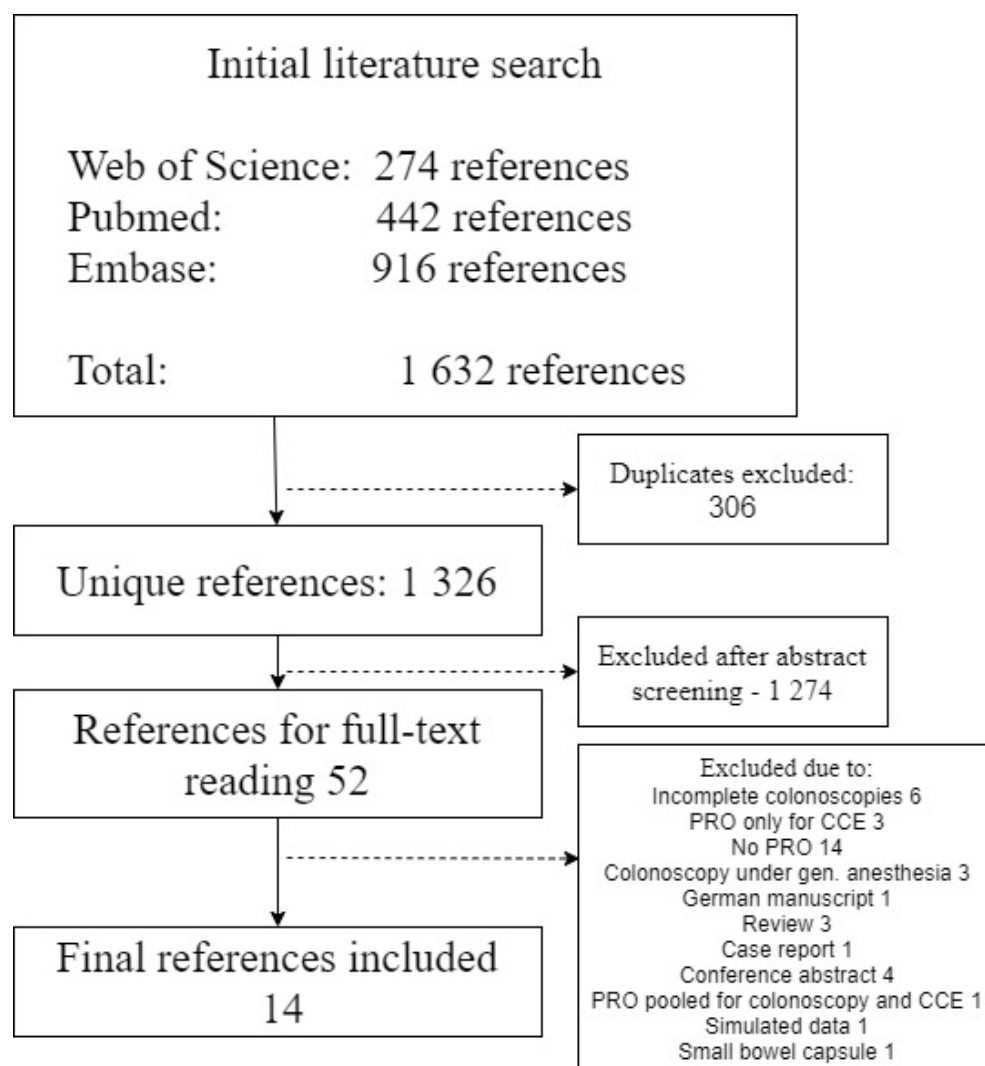 Initial literature search
Web of Science: 274 references
Pubmed: 442 references
Embase: 916 references
Total: 1 632 references
Duplicates excluded:
306
Unique references: 1 326
Excluded after abstract
screening - 1 274
References for full-text
reading 52
Excluded due to:
Incomplete colonoscopies 6
PRO only for CCE 3
No PRO 14
Colonoscopy under gen. anesthesia 3
German manuscript 1
Review 3
Case report 1
Conference abstract 4
PRO pooled for colonoscopy and CCE 1
Simulated data 1
Small bowel capsule 1
Final references included
14